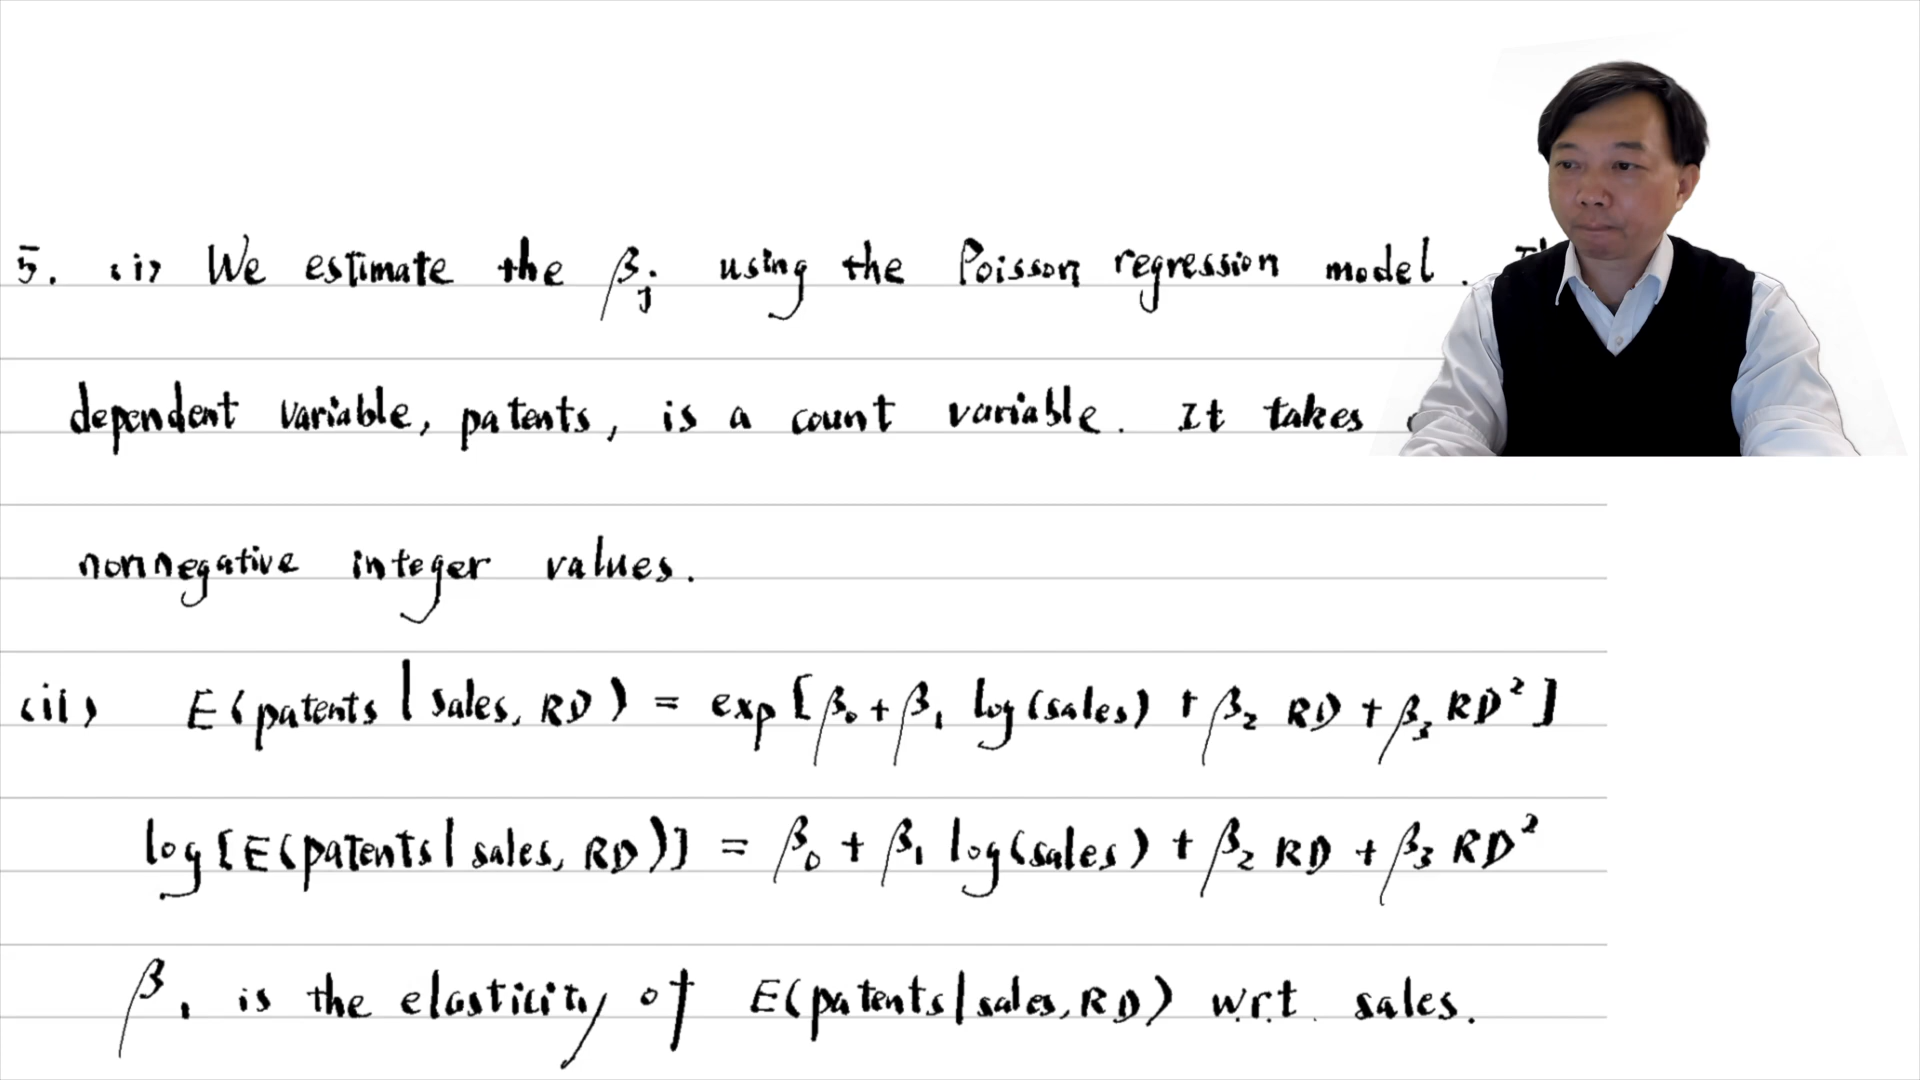 5. (i) We estimate the βj using the Poisson regression model.
dependent variable, patents, is a count variable. It takes
nonnegative integer values.
(ii) E(patents | sales, RD) = exp[β₀ + β₁ log(sales) + β₂ RD + β₃ RD²]
log[E(patents | sales, RD)] = β₀ + β₁ log(sales) + β₂ RD + β₃ RD²
β₁ is the elasticity of E(patents | sales, RD) w.r.t. sales.